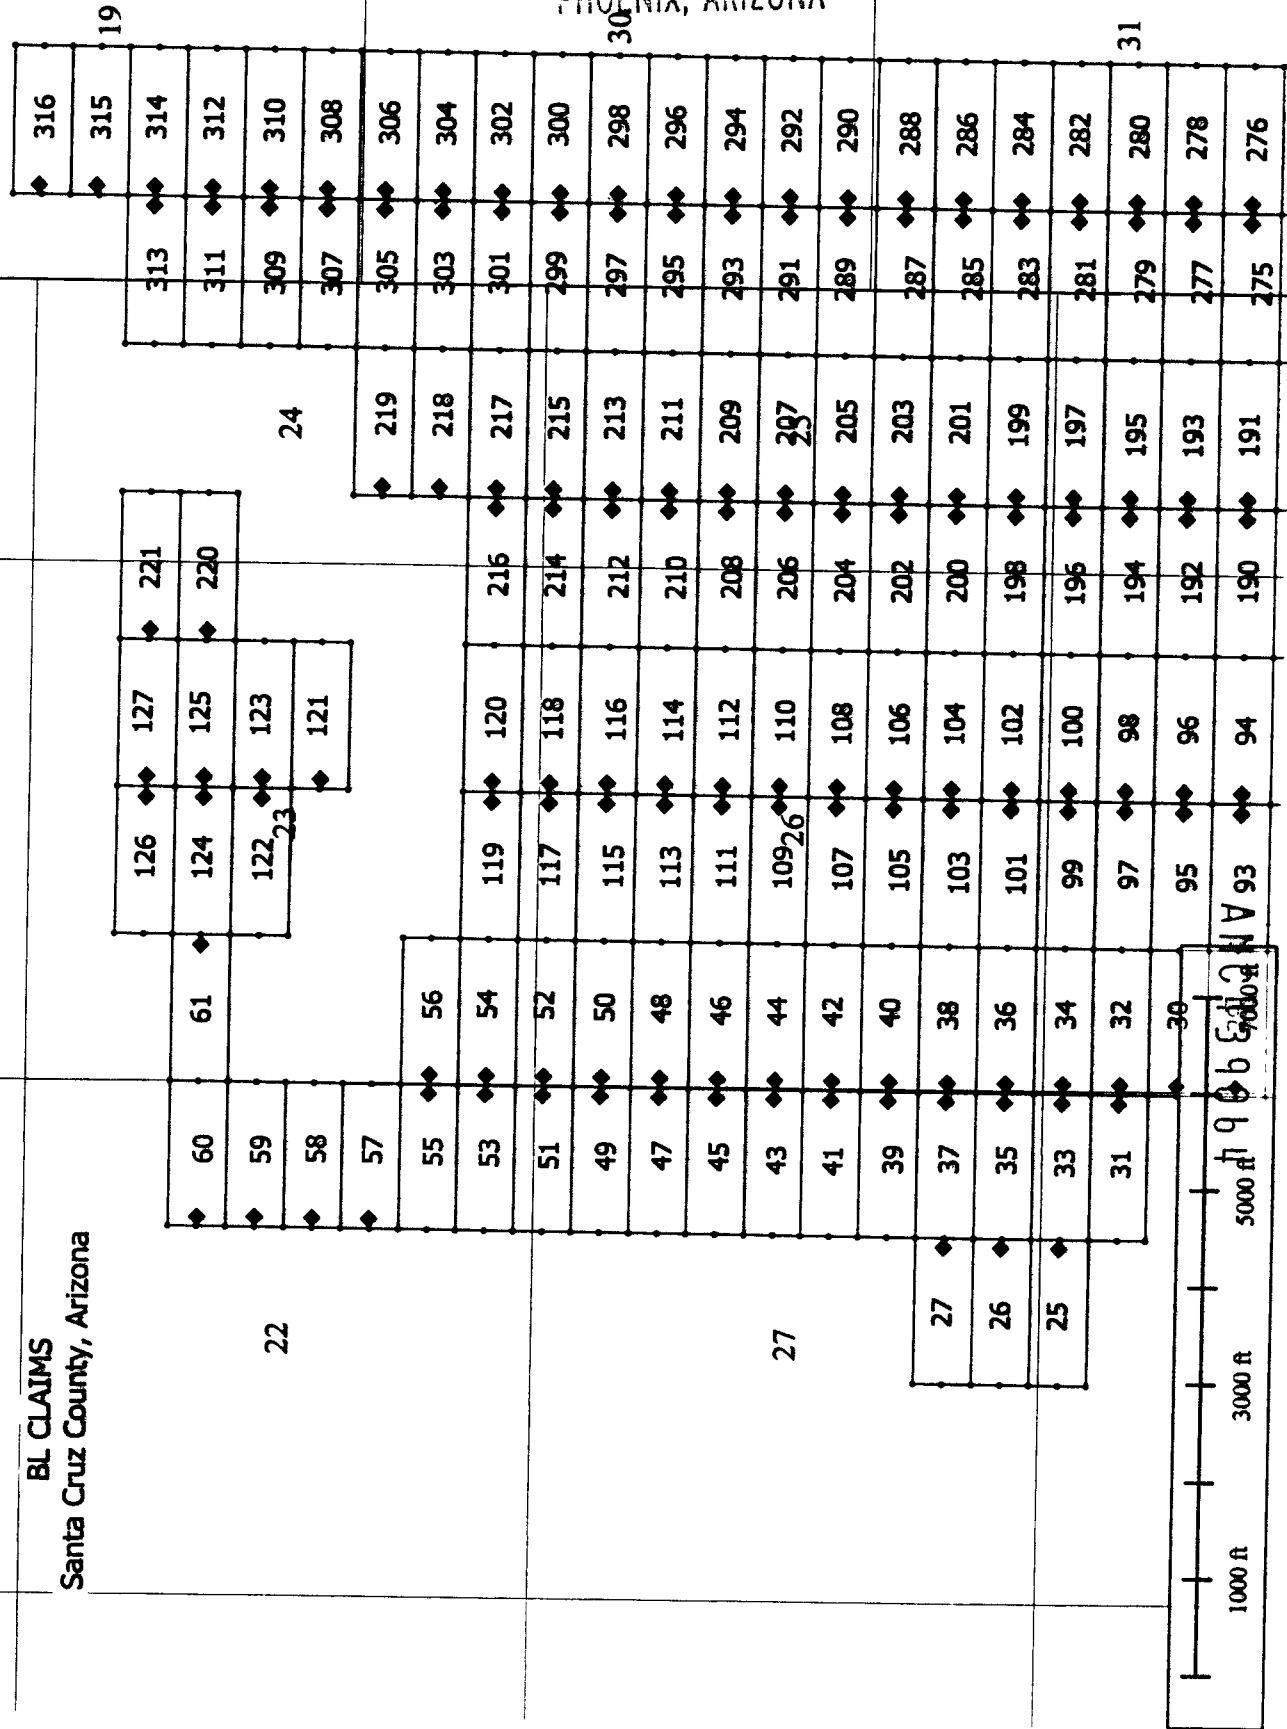 PHOENIX, ARIZONA
BL CLAIMS
Santa Cruz County, Arizona
316
315 19
126 127 221 313 314
60 61 124 125 220 311 312
59 122 123 309 310
22 23 24
58 121 307 308
57 219 305 306
55 56 218 303 304
53 54 119 120 216 217 301 302
51 52 117 118 214 215 299 300
49 50 115 116 212 213 297 298 30
47 48 113 114 210 211 295 296
45 46 111 112 208 209 293 294
43 44 109 110 206 207 291 292
27 26 25
41 42 107 108 204 205 289 290
39 40 105 106 202 203 287 288
27 37 38 103 104 200 201 285 286
26 35 36 101 102 198 199 283 284
25 33 34 99 100 196 197 281 282
31 32 97 98 194 195 279 280 31
30 95 96 192 193 277 278
93 94 190 191 275 276
1000 ft 3000 ft 5000 ft 7000 ft